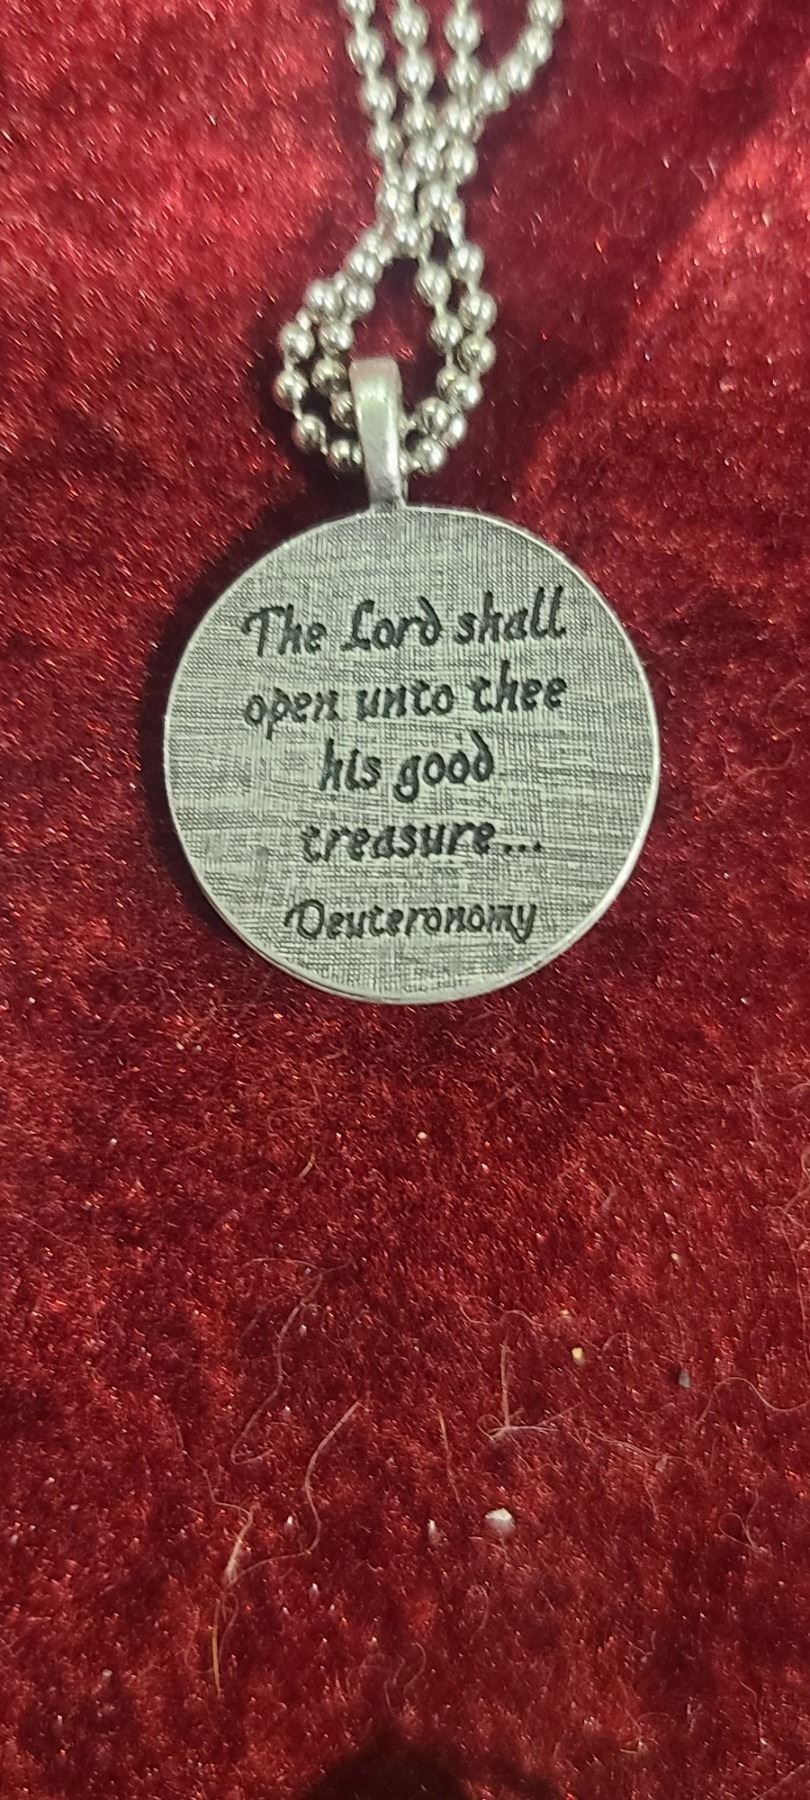 The Lord shall
open unto thee
his good
treasure...
Deuteronomy